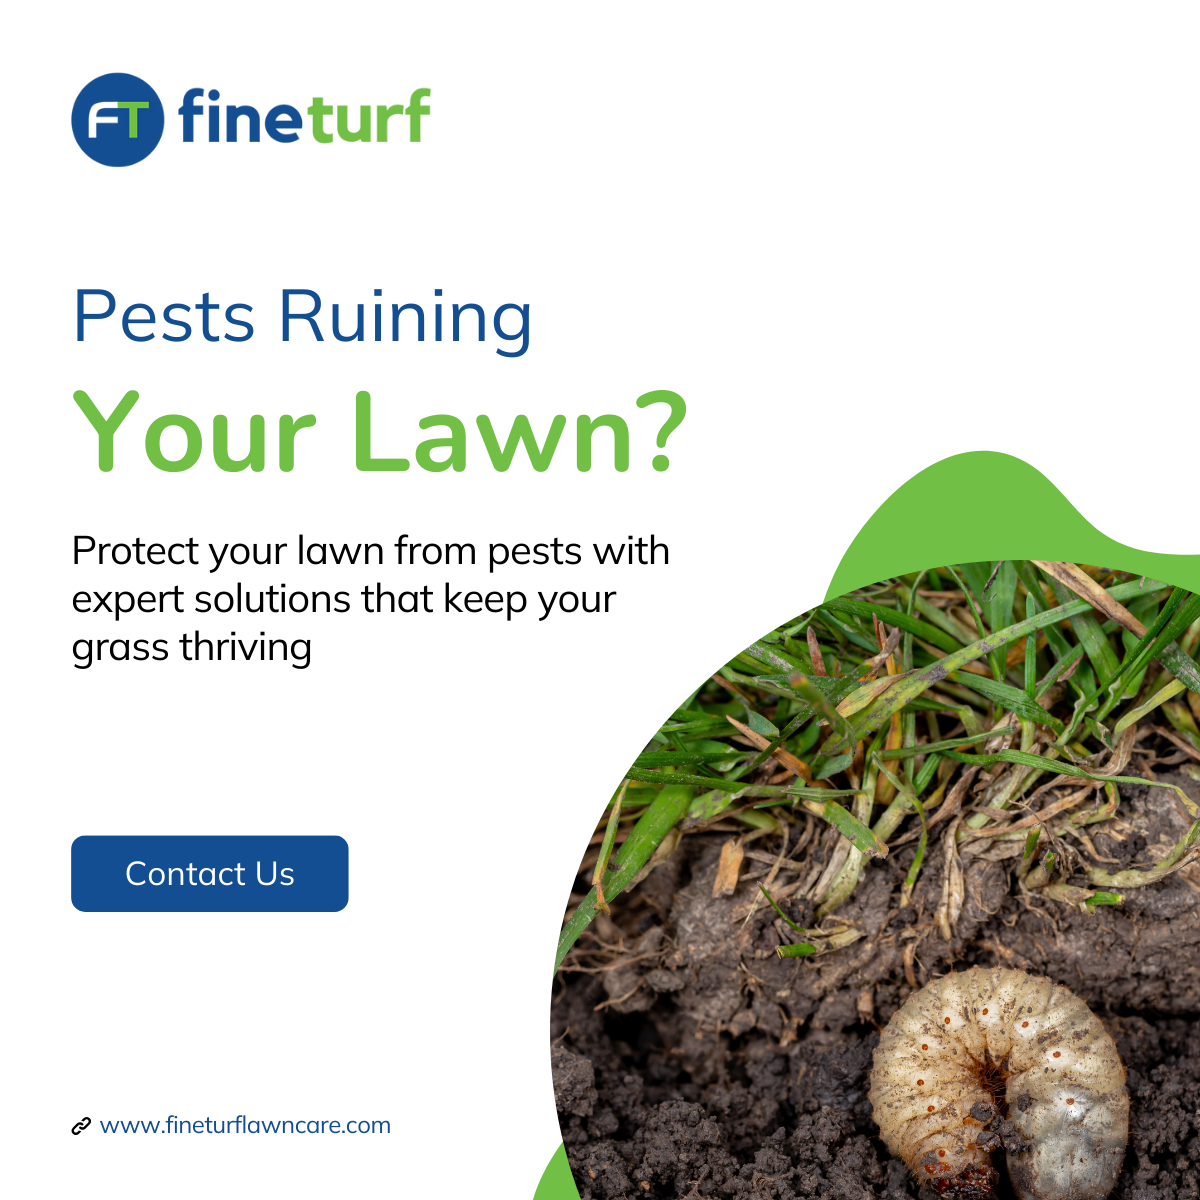 FT fineturf
Pests Ruining
Your Lawn?
Protect your lawn from pests with
expert solutions that keep your
grass thriving
Contact Us
www.fineturflawncare.com